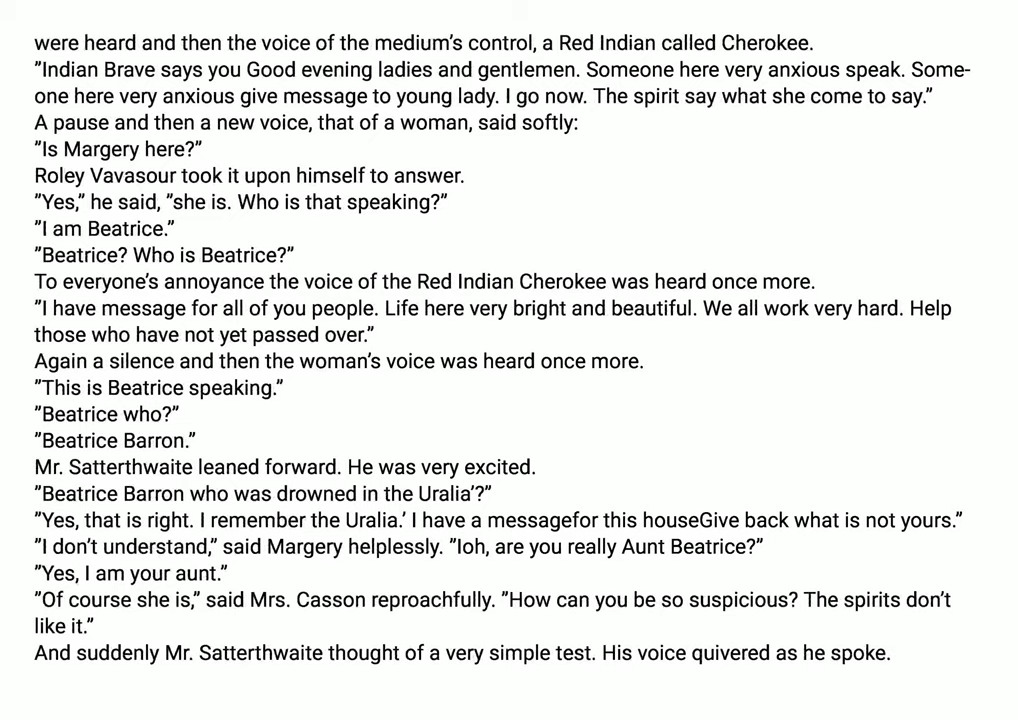 were heard and then the voice of the medium’s control, a Red Indian called Cherokee.
”Indian Brave says you Good evening ladies and gentlemen. Someone here very anxious speak. Some-
one here very anxious give message to young lady. I go now. The spirit say what she come to say.”
A pause and then a new voice, that of a woman, said softly:
”Is Margery here?”
Roley Vavasour took it upon himself to answer.
”Yes,” he said, ”she is. Who is that speaking?”
”I am Beatrice.”
”Beatrice? Who is Beatrice?”
To everyone’s annoyance the voice of the Red Indian Cherokee was heard once more.
”I have message for all of you people. Life here very bright and beautiful. We all work very hard. Help
those who have not yet passed over.”
Again a silence and then the woman’s voice was heard once more.
”This is Beatrice speaking.”
”Beatrice who?”
”Beatrice Barron.”
Mr. Satterthwaite leaned forward. He was very excited.
”Beatrice Barron who was drowned in the Uralia’?”
”Yes, that is right. I remember the Uralia.’ I have a messagefor this houseGive back what is not yours.”
”I don’t understand,” said Margery helplessly. ”Ioh, are you really Aunt Beatrice?”
”Yes, I am your aunt.”
”Of course she is,” said Mrs. Casson reproachfully. ”How can you be so suspicious? The spirits don’t
like it.”
And suddenly Mr. Satterthwaite thought of a very simple test. His voice quivered as he spoke.